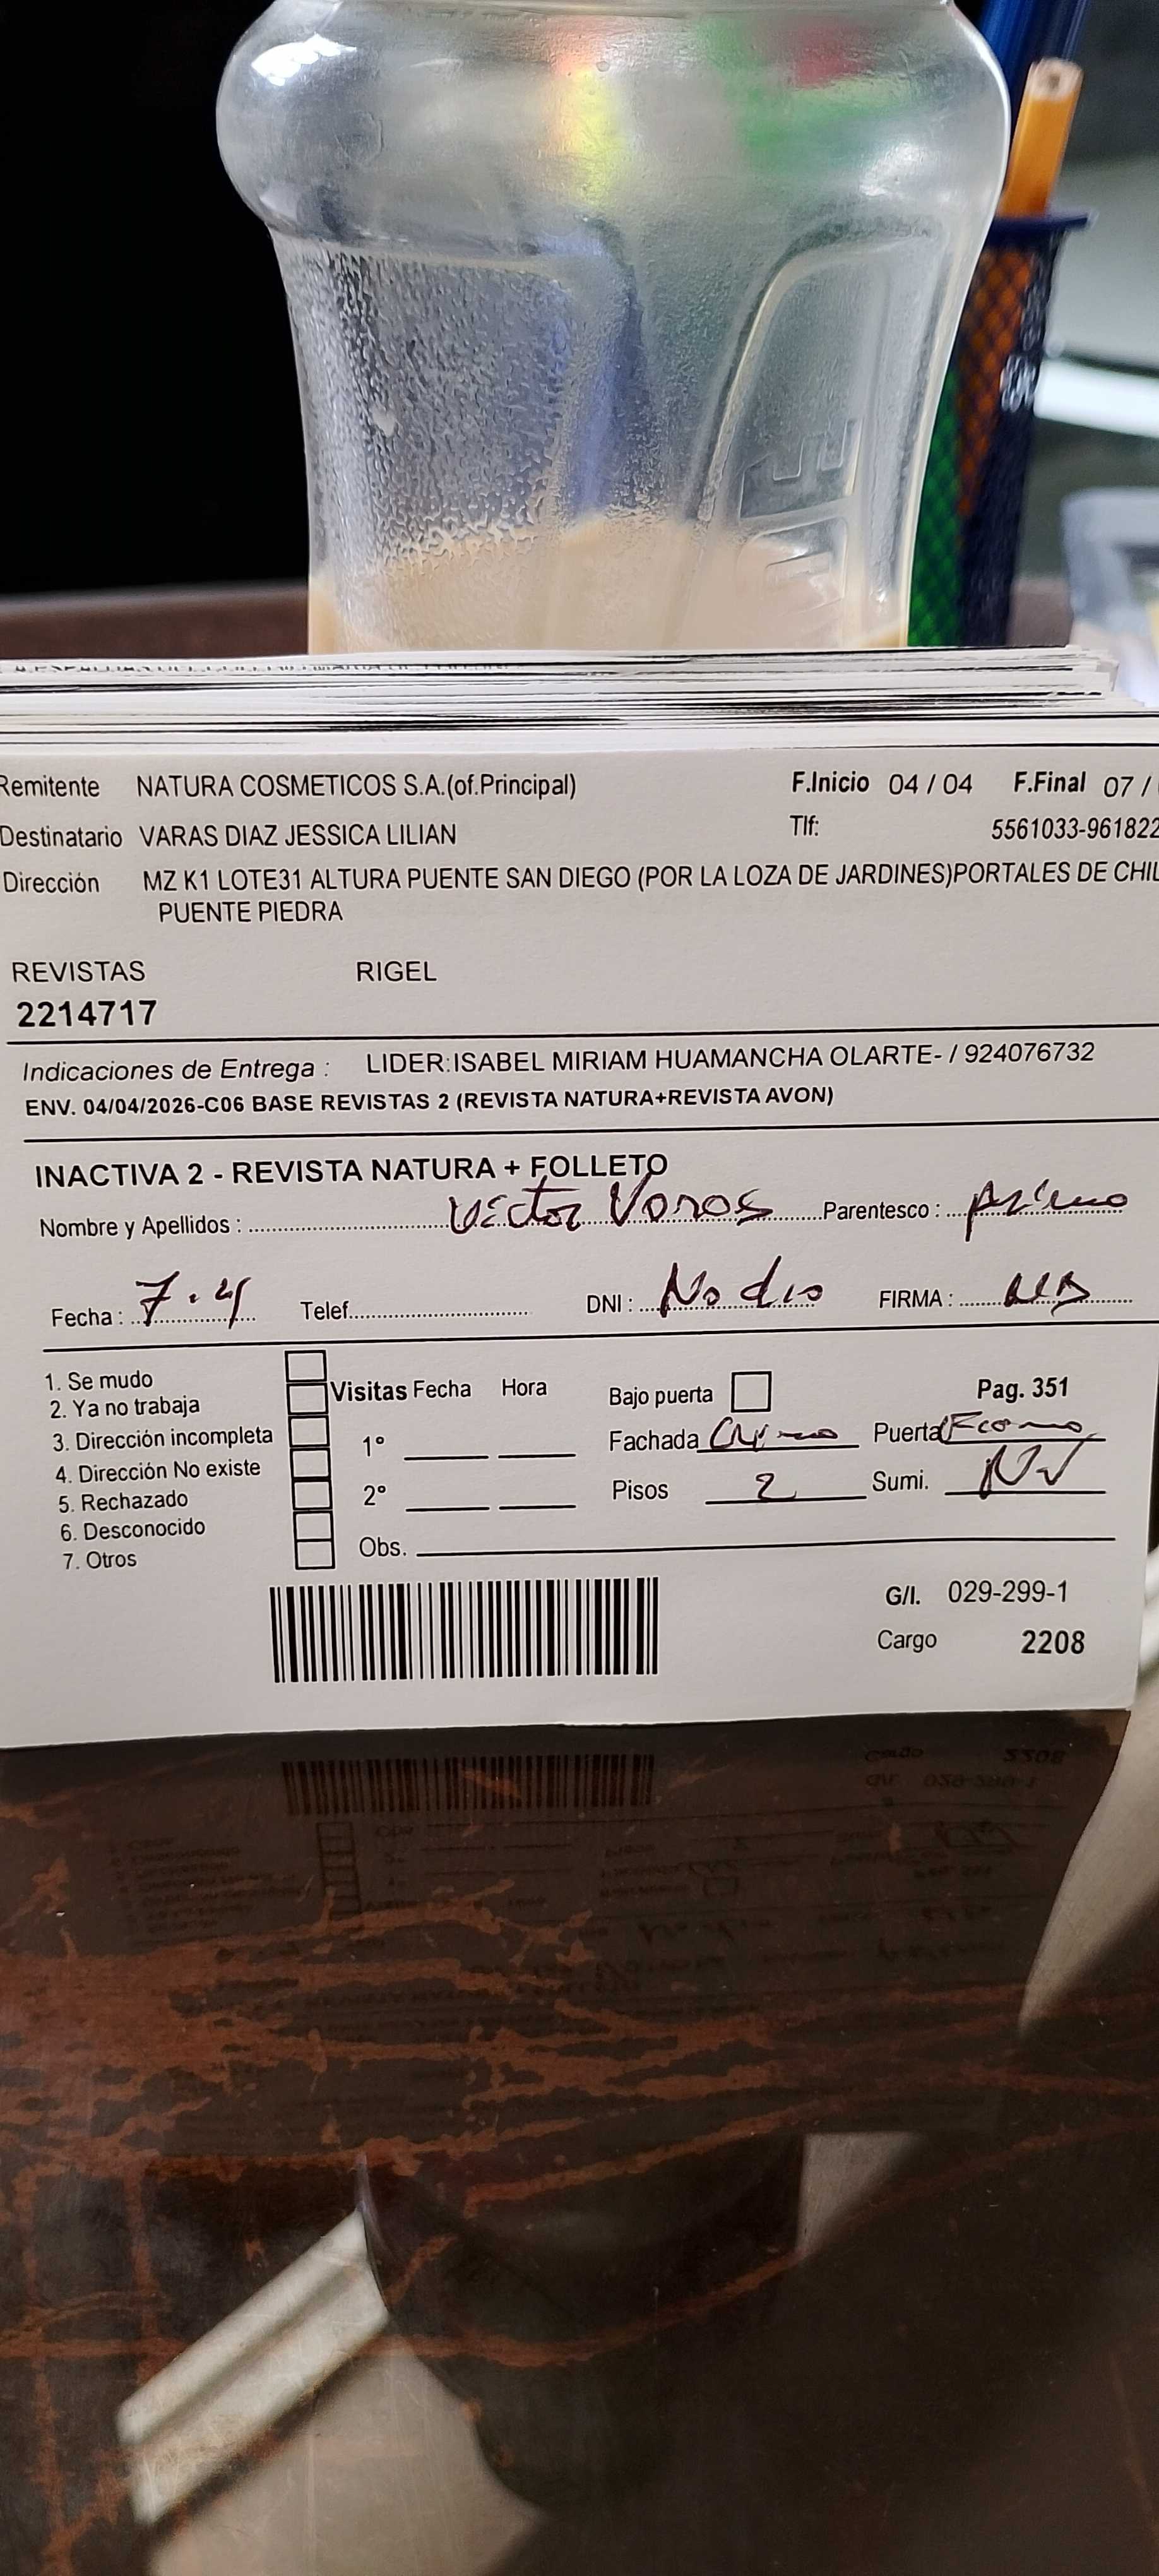 Remitente NATURA COSMETICOS S.A.(of.Principal) F.Inicio 04 / 04 F.Final 07 /
Destinatario VARAS DIAZ JESSICA LILIAN Tlf: 5561033-961822
Dirección MZ K1 LOTE31 ALTURA PUENTE SAN DIEGO (POR LA LOZA DE JARDINES)PORTALES DE CHIL
PUENTE PIEDRA
REVISTAS RIGEL
2214717
Indicaciones de Entrega : LIDER:ISABEL MIRIAM HUAMANCHA OLARTE- / 924076732
ENV. 04/04/2026-C06 BASE REVISTAS 2 (REVISTA NATURA+REVISTA AVON)
INACTIVA 2 - REVISTA NATURA + FOLLETO
Nombre y Apellidos : Victor Varas Parentesco : Primo
Fecha : 7.4 Telef. DNI : No dio FIRMA :
1. Se mudo
2. Ya no trabaja
3. Dirección incompleta
4. Dirección No existe
5. Rechazado
6. Desconocido
7. Otros
Visitas Fecha Hora
1°
2°
Obs.
Bajo puerta Pag. 351
Fachada Puerta
Pisos 2 Sumi. NV
G/I. 029-299-1
Cargo 2208